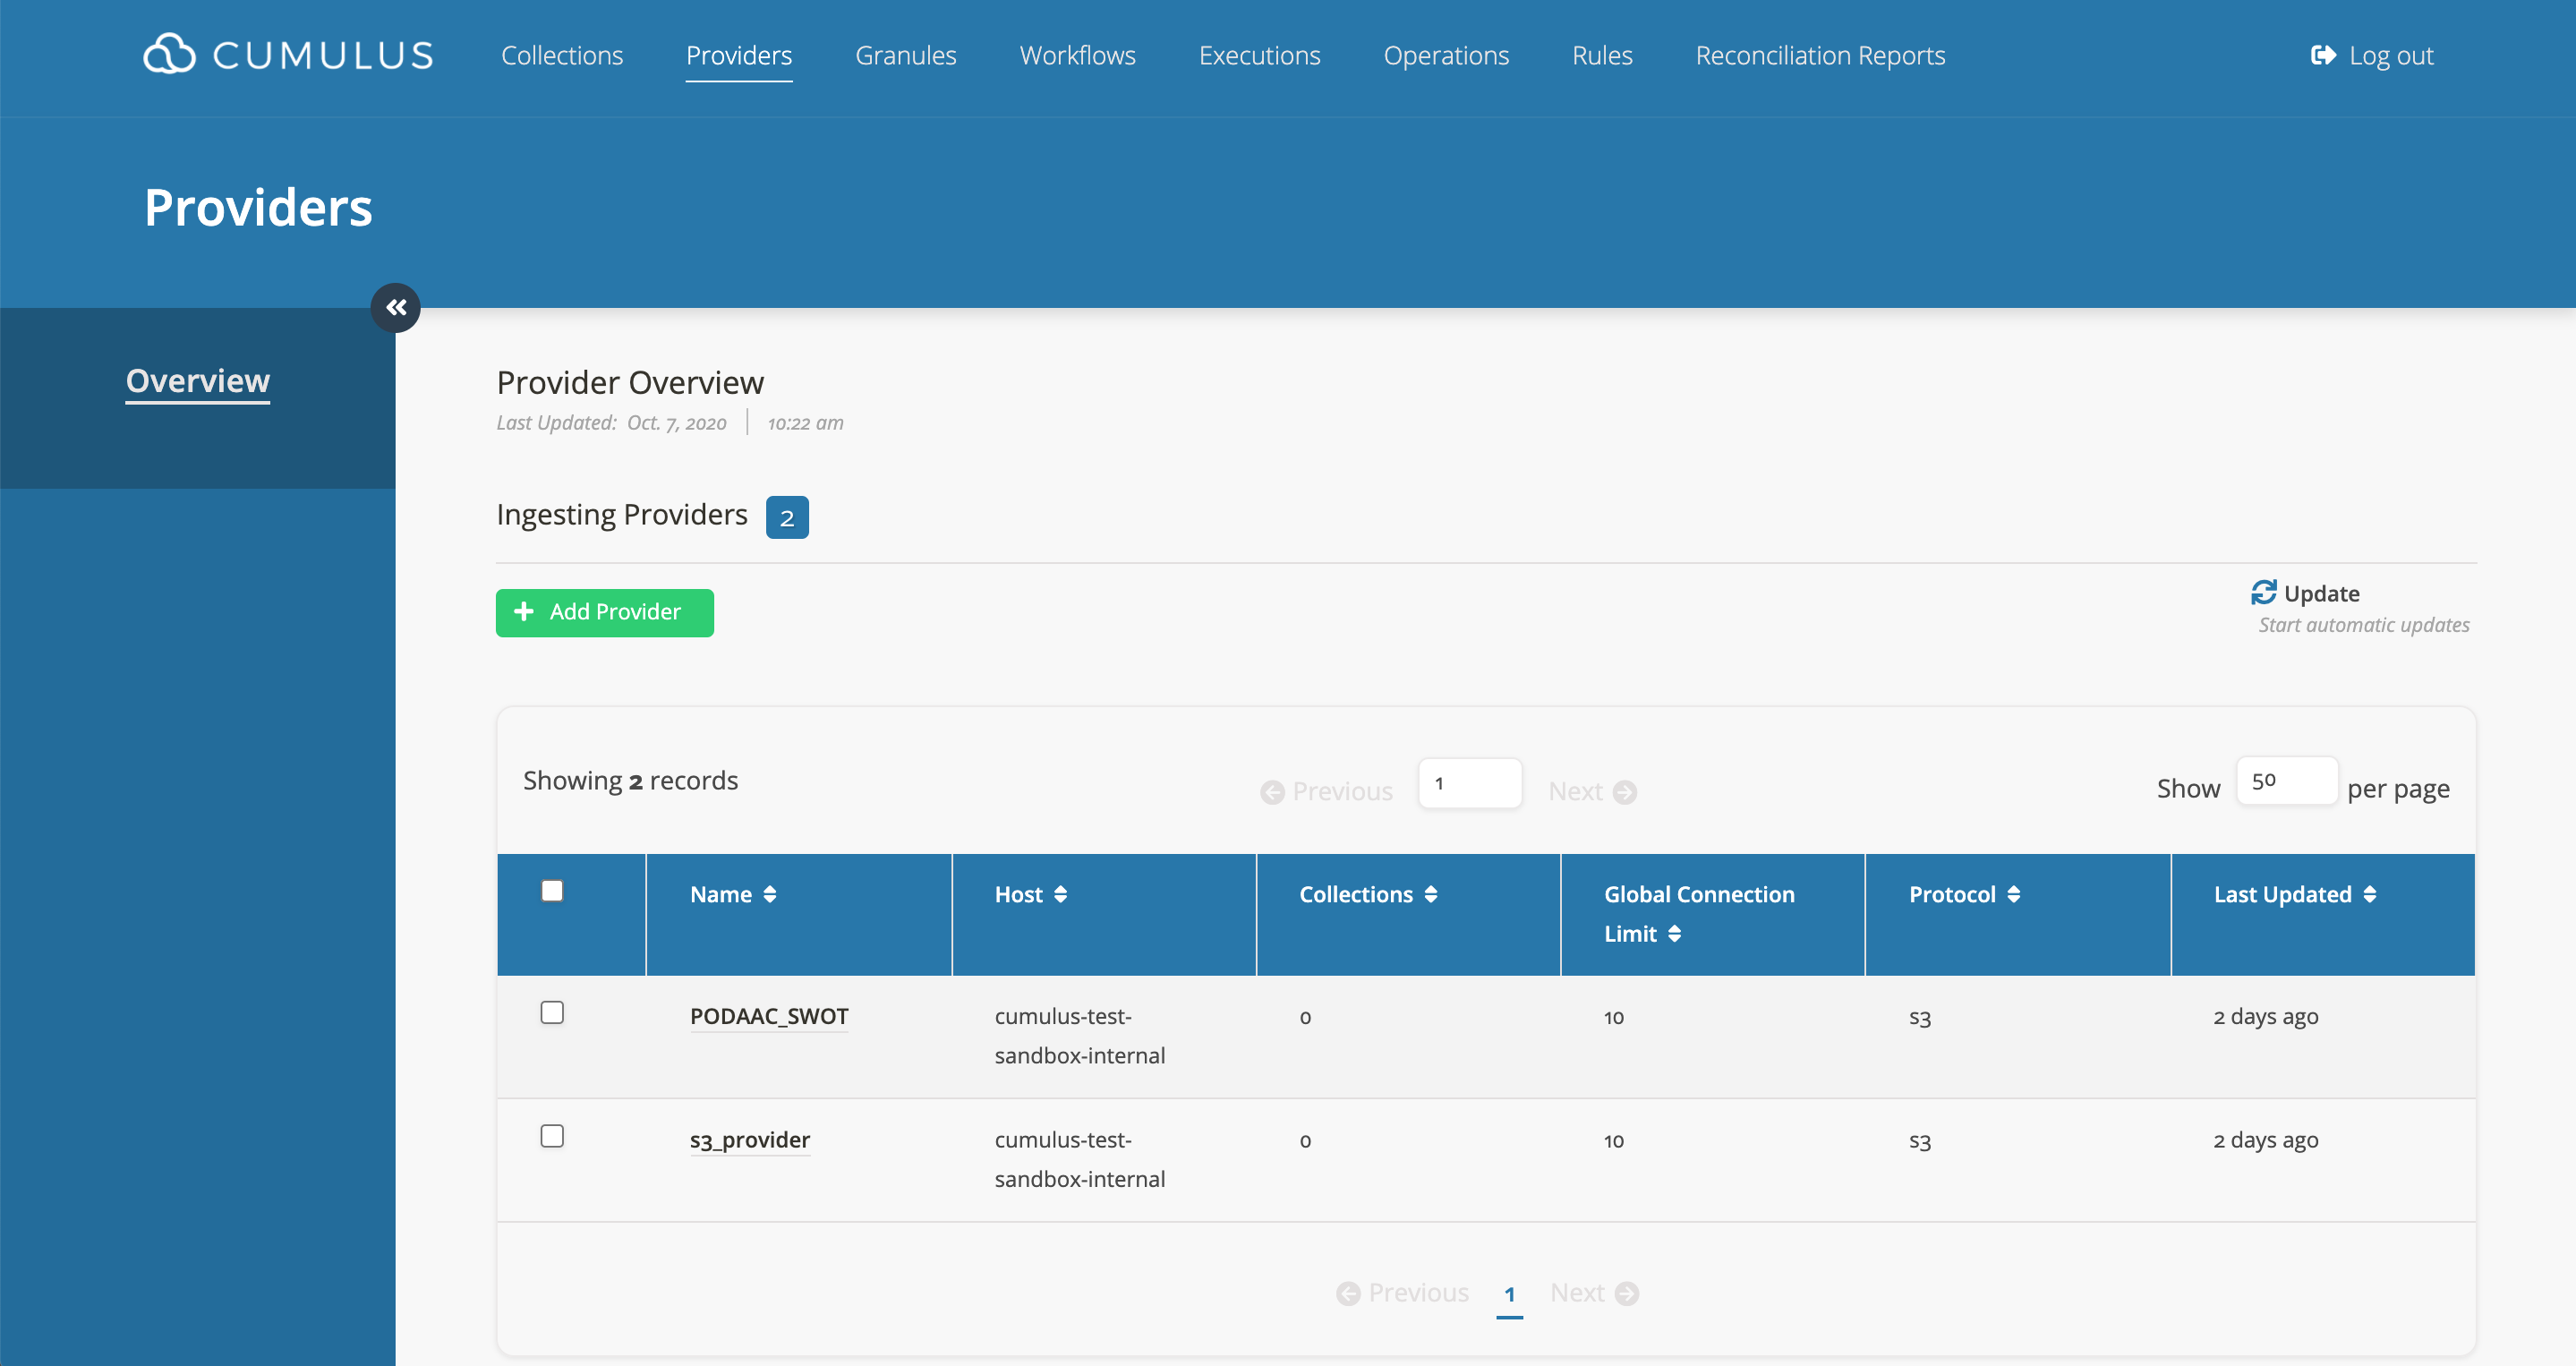 CUMULUS Collections Providers Granules Workflows Executions Operations Rules Reconciliation Reports Log out
Providers
Overview
Provider Overview
Last Updated: Oct. 7, 2020 10:22 am
Ingesting Providers 2
Add Provider
Update
Start automatic updates
Showing 2 records Previous 1 Next Show 50 per page
Name Host Collections Global Connection Protocol Last Updated
Limit
PODAAC_SWOT cumulus-test- 0 10 s3 2 days ago
sandbox-internal
s3_provider cumulus-test- 0 10 s3 2 days ago
sandbox-internal
Previous 1 Next